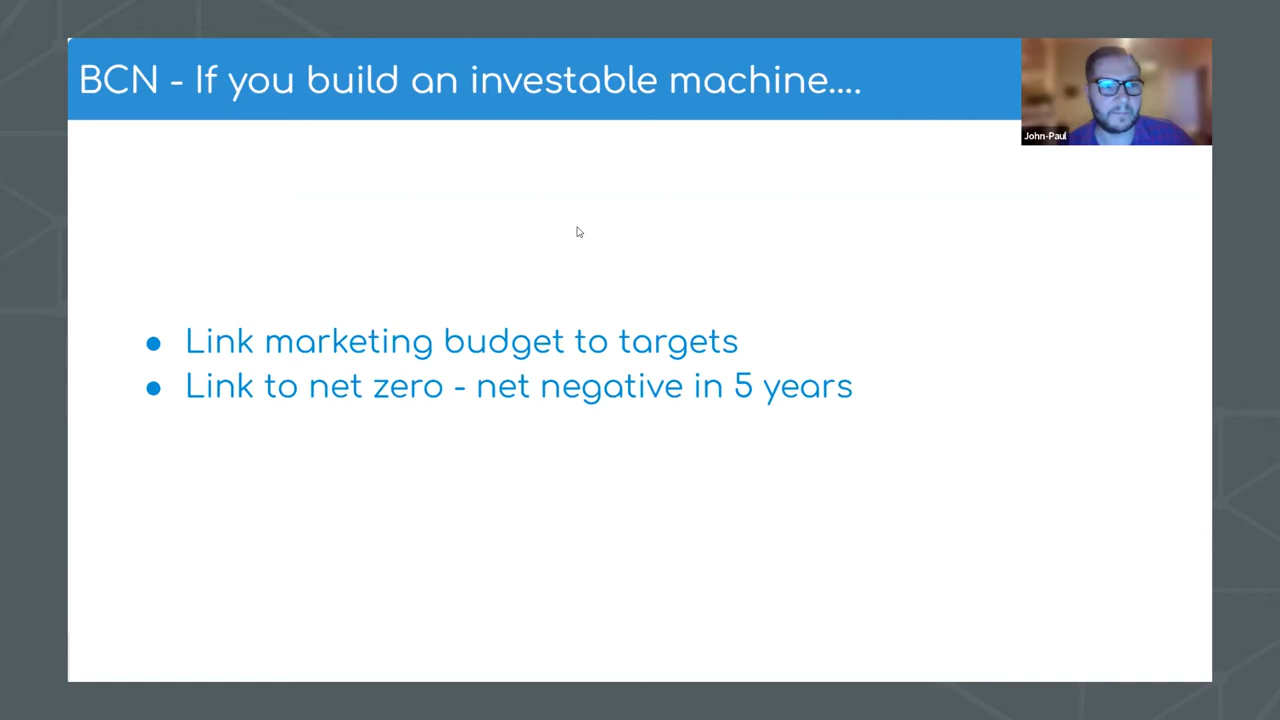 BCN - If you build an investable machine....
John-Paul
● Link marketing budget to targets
● Link to net zero - net negative in 5 years